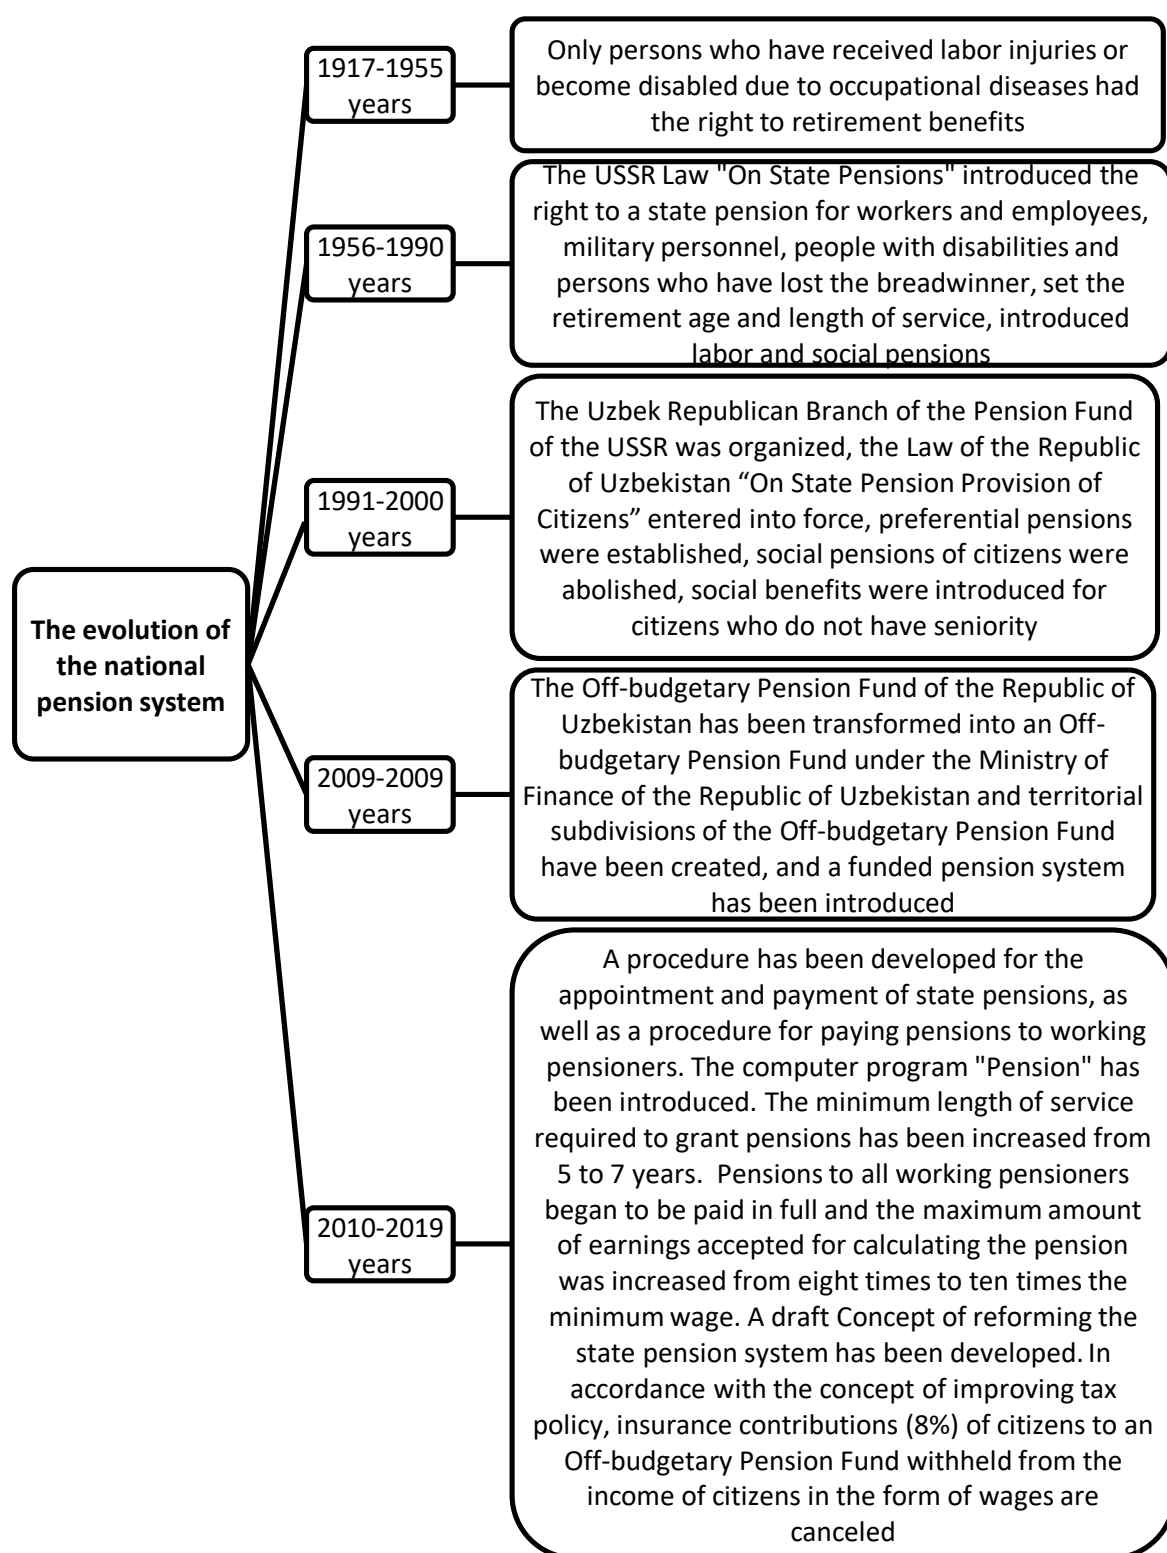 The evolution of
the national
pension system
1917-1955
years
Only persons who have received labor injuries or
become disabled due to occupational diseases had
the right to retirement benefits
1956-1990
years
The USSR Law "On State Pensions" introduced the
right to a state pension for workers and employees,
military personnel, people with disabilities and
persons who have lost the breadwinner, set the
retirement age and length of service, introduced
labor and social pensions
1991-2000
years
The Uzbek Republican Branch of the Pension Fund
of the USSR was organized, the Law of the Republic
of Uzbekistan “On State Pension Provision of
Citizens” entered into force, preferential pensions
were established, social pensions of citizens were
abolished, social benefits were introduced for
citizens who do not have seniority
2009-2009
years
The Off-budgetary Pension Fund of the Republic of
Uzbekistan has been transformed into an Off-
budgetary Pension Fund under the Ministry of
Finance of the Republic of Uzbekistan and territorial
subdivisions of the Off-budgetary Pension Fund
have been created, and a funded pension system
has been introduced
2010-2019
years
A procedure has been developed for the
appointment and payment of state pensions, as
well as a procedure for paying pensions to working
pensioners. The computer program "Pension" has
been introduced. The minimum length of service
required to grant pensions has been increased from
5 to 7 years. Pensions to all working pensioners
began to be paid in full and the maximum amount
of earnings accepted for calculating the pension
was increased from eight times to ten times the
minimum wage. A draft Concept of reforming the
state pension system has been developed. In
accordance with the concept of improving tax
policy, insurance contributions (8%) of citizens to an
Off-budgetary Pension Fund withheld from the
income of citizens in the form of wages are
canceled